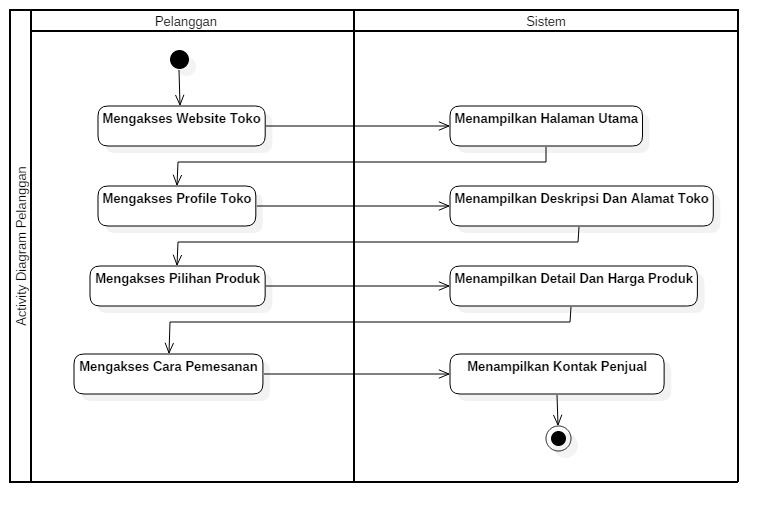 Pelanggan
Sistem
Activity Diagram Pelanggan
Mengakses Website Toko
Menampilkan Halaman Utama
Mengakses Profile Toko
Menampilkan Deskripsi Dan Alamat Toko
Mengakses Pilihan Produk
Menampilkan Detail Dan Harga Produk
Mengakses Cara Pemesanan
Menampilkan Kontak Penjual